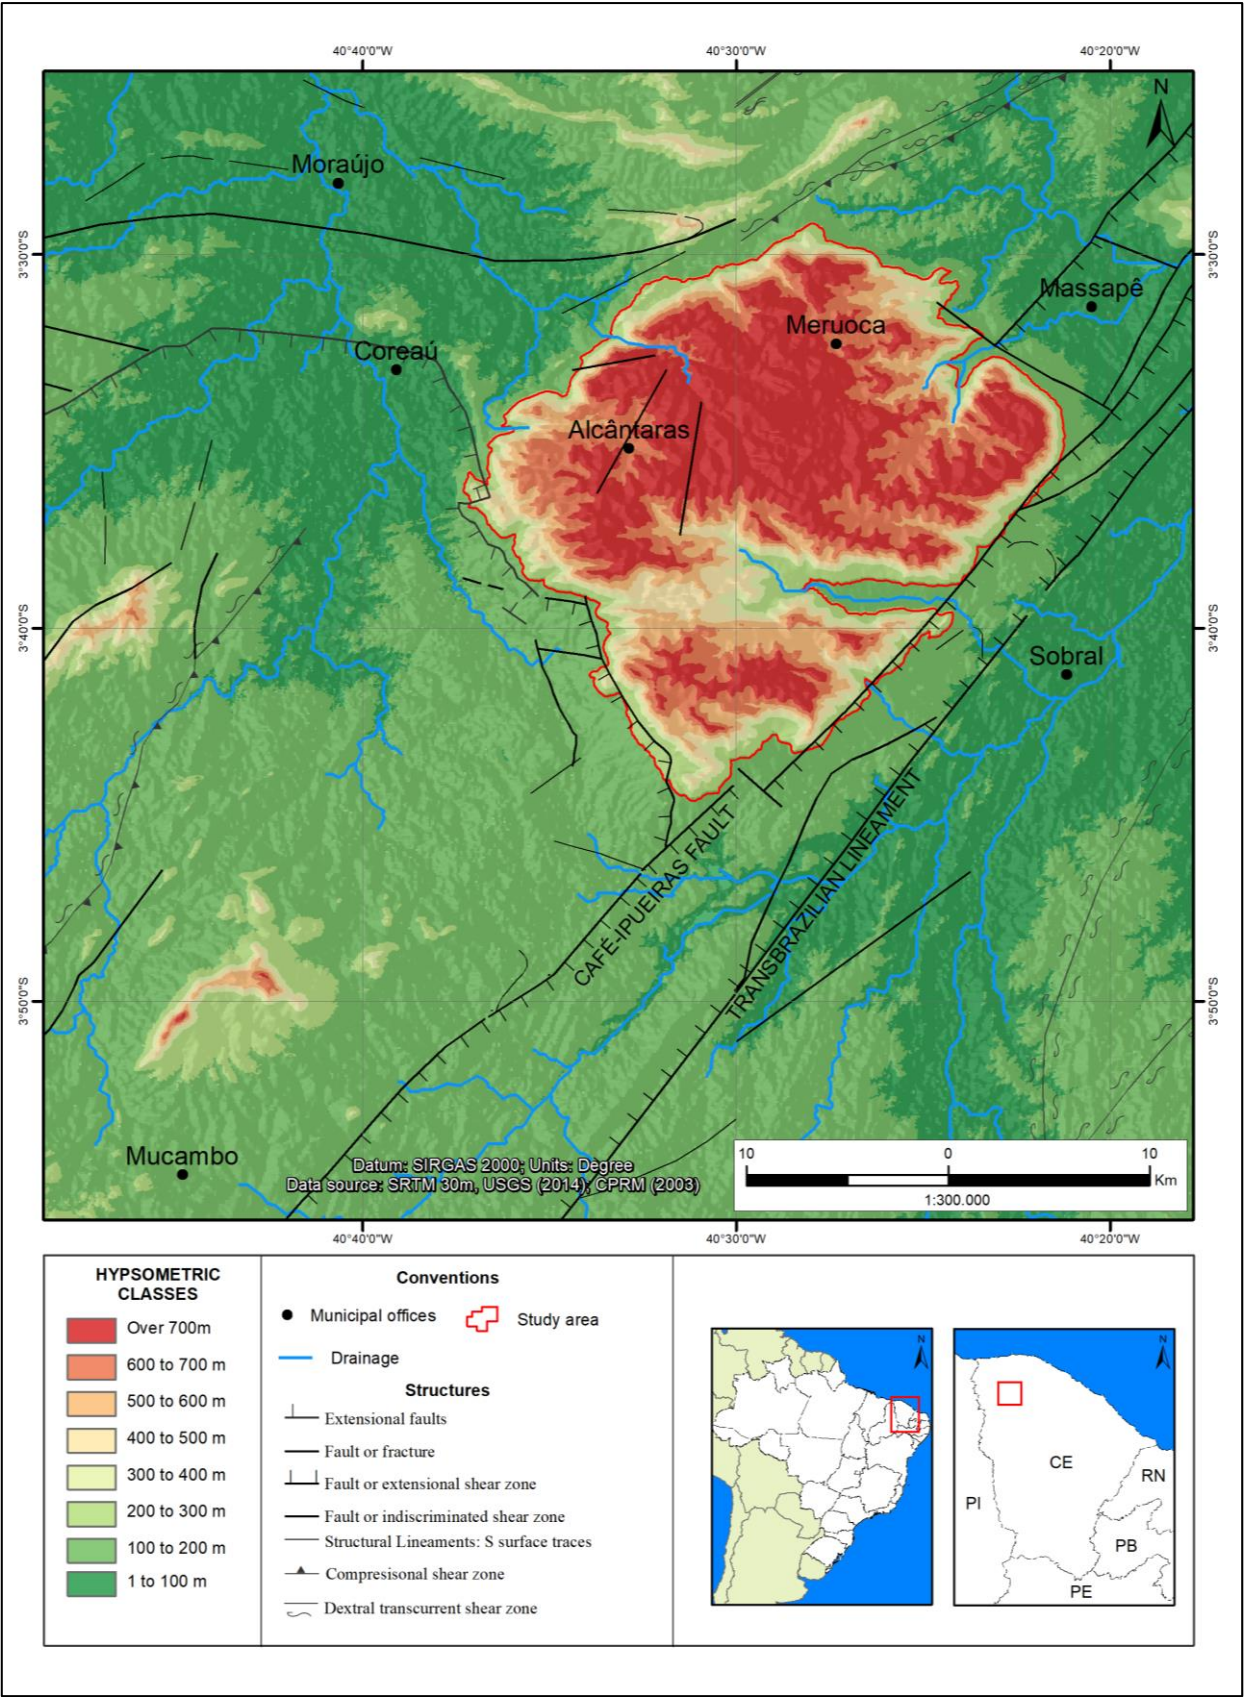 40°40'0"W
40°30'0"W
40°20'0"W
N
Moraújo
3°30'0"S
3°30'0"S
Massapê
Meruoca
Coreaú
Alcântaras
3°40'0"S
3°40'0"S
Sobral
CAFÉ-IPUEIRAS FAULT
TRANSBRAZILIAN LINEAMENT
3°50'0"S
3°50'0"S
Mucambo
Datum: SIRGAS 2000; Units: Degree
Data source: SRTM 30m, USGS (2014); CPRM (2003)
10 0 10
Km
1:300.000
40°40'0"W
40°30'0"W
40°20'0"W
HYPSOMETRIC
CLASSES
Over 700m
600 to 700 m
500 to 600 m
400 to 500 m
300 to 400 m
200 to 300 m
100 to 200 m
1 to 100 m
Conventions
Municipal offices
Study area
Drainage
Structures
Extensional faults
Fault or fracture
Fault or extensional shear zone
Fault or indiscriminated shear zone
Structural Lineaments: S surface traces
Compresisonal shear zone
Dextral transcurrent shear zone
N
N
CE
RN
PI
PB
PE